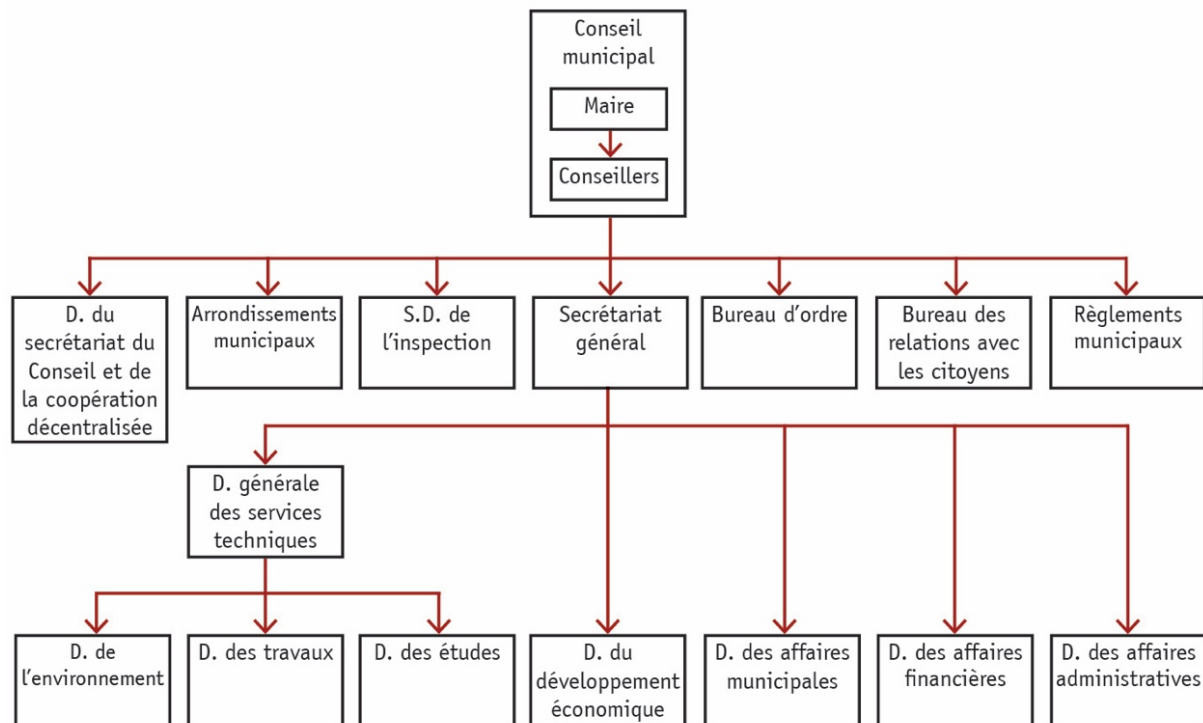 Conseil
municipal
Maire
Conseillers
D. du
secrétariat du
Conseil et de
la coopération
décentralisée
Arrondissements
municipaux
S.D. de
l'inspection
Secrétariat
général
Bureau d'ordre
Bureau des
relations avec
les citoyens
Règlements
municipaux
D. générale
des services
techniques
D. de
l'environnement
D. des travaux
D. des études
D. du
développement
économique
D. des affaires
municipales
D. des affaires
financières
D. des affaires
administratives